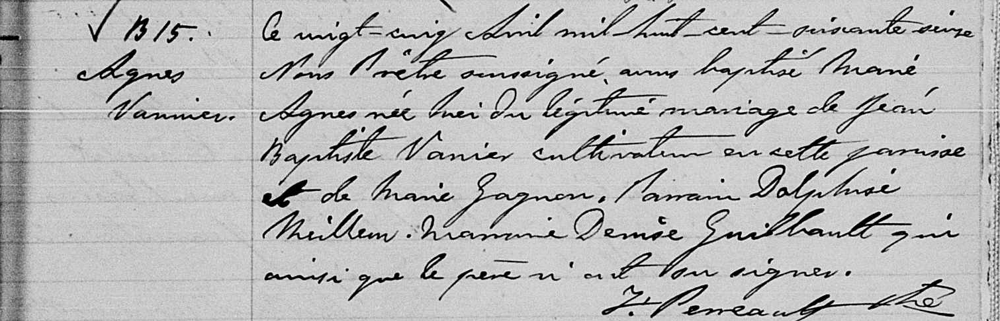 B 15.
Agnes
Vannier.
Ce vingt-cinq Avril mil-huit-cent-soixante seize
Nous Prêtre soussigné, avons baptisé Marie
Agnes née hier du légitime mariage de Jean
Baptiste Vanier cultivateur en cette paroisse
et de Marie Gagnon. Parrain Dolphise
Meilleur. Marraine Denise Guilbault qui
ainsi que le père n'ont su signer.
Perreault Ptre